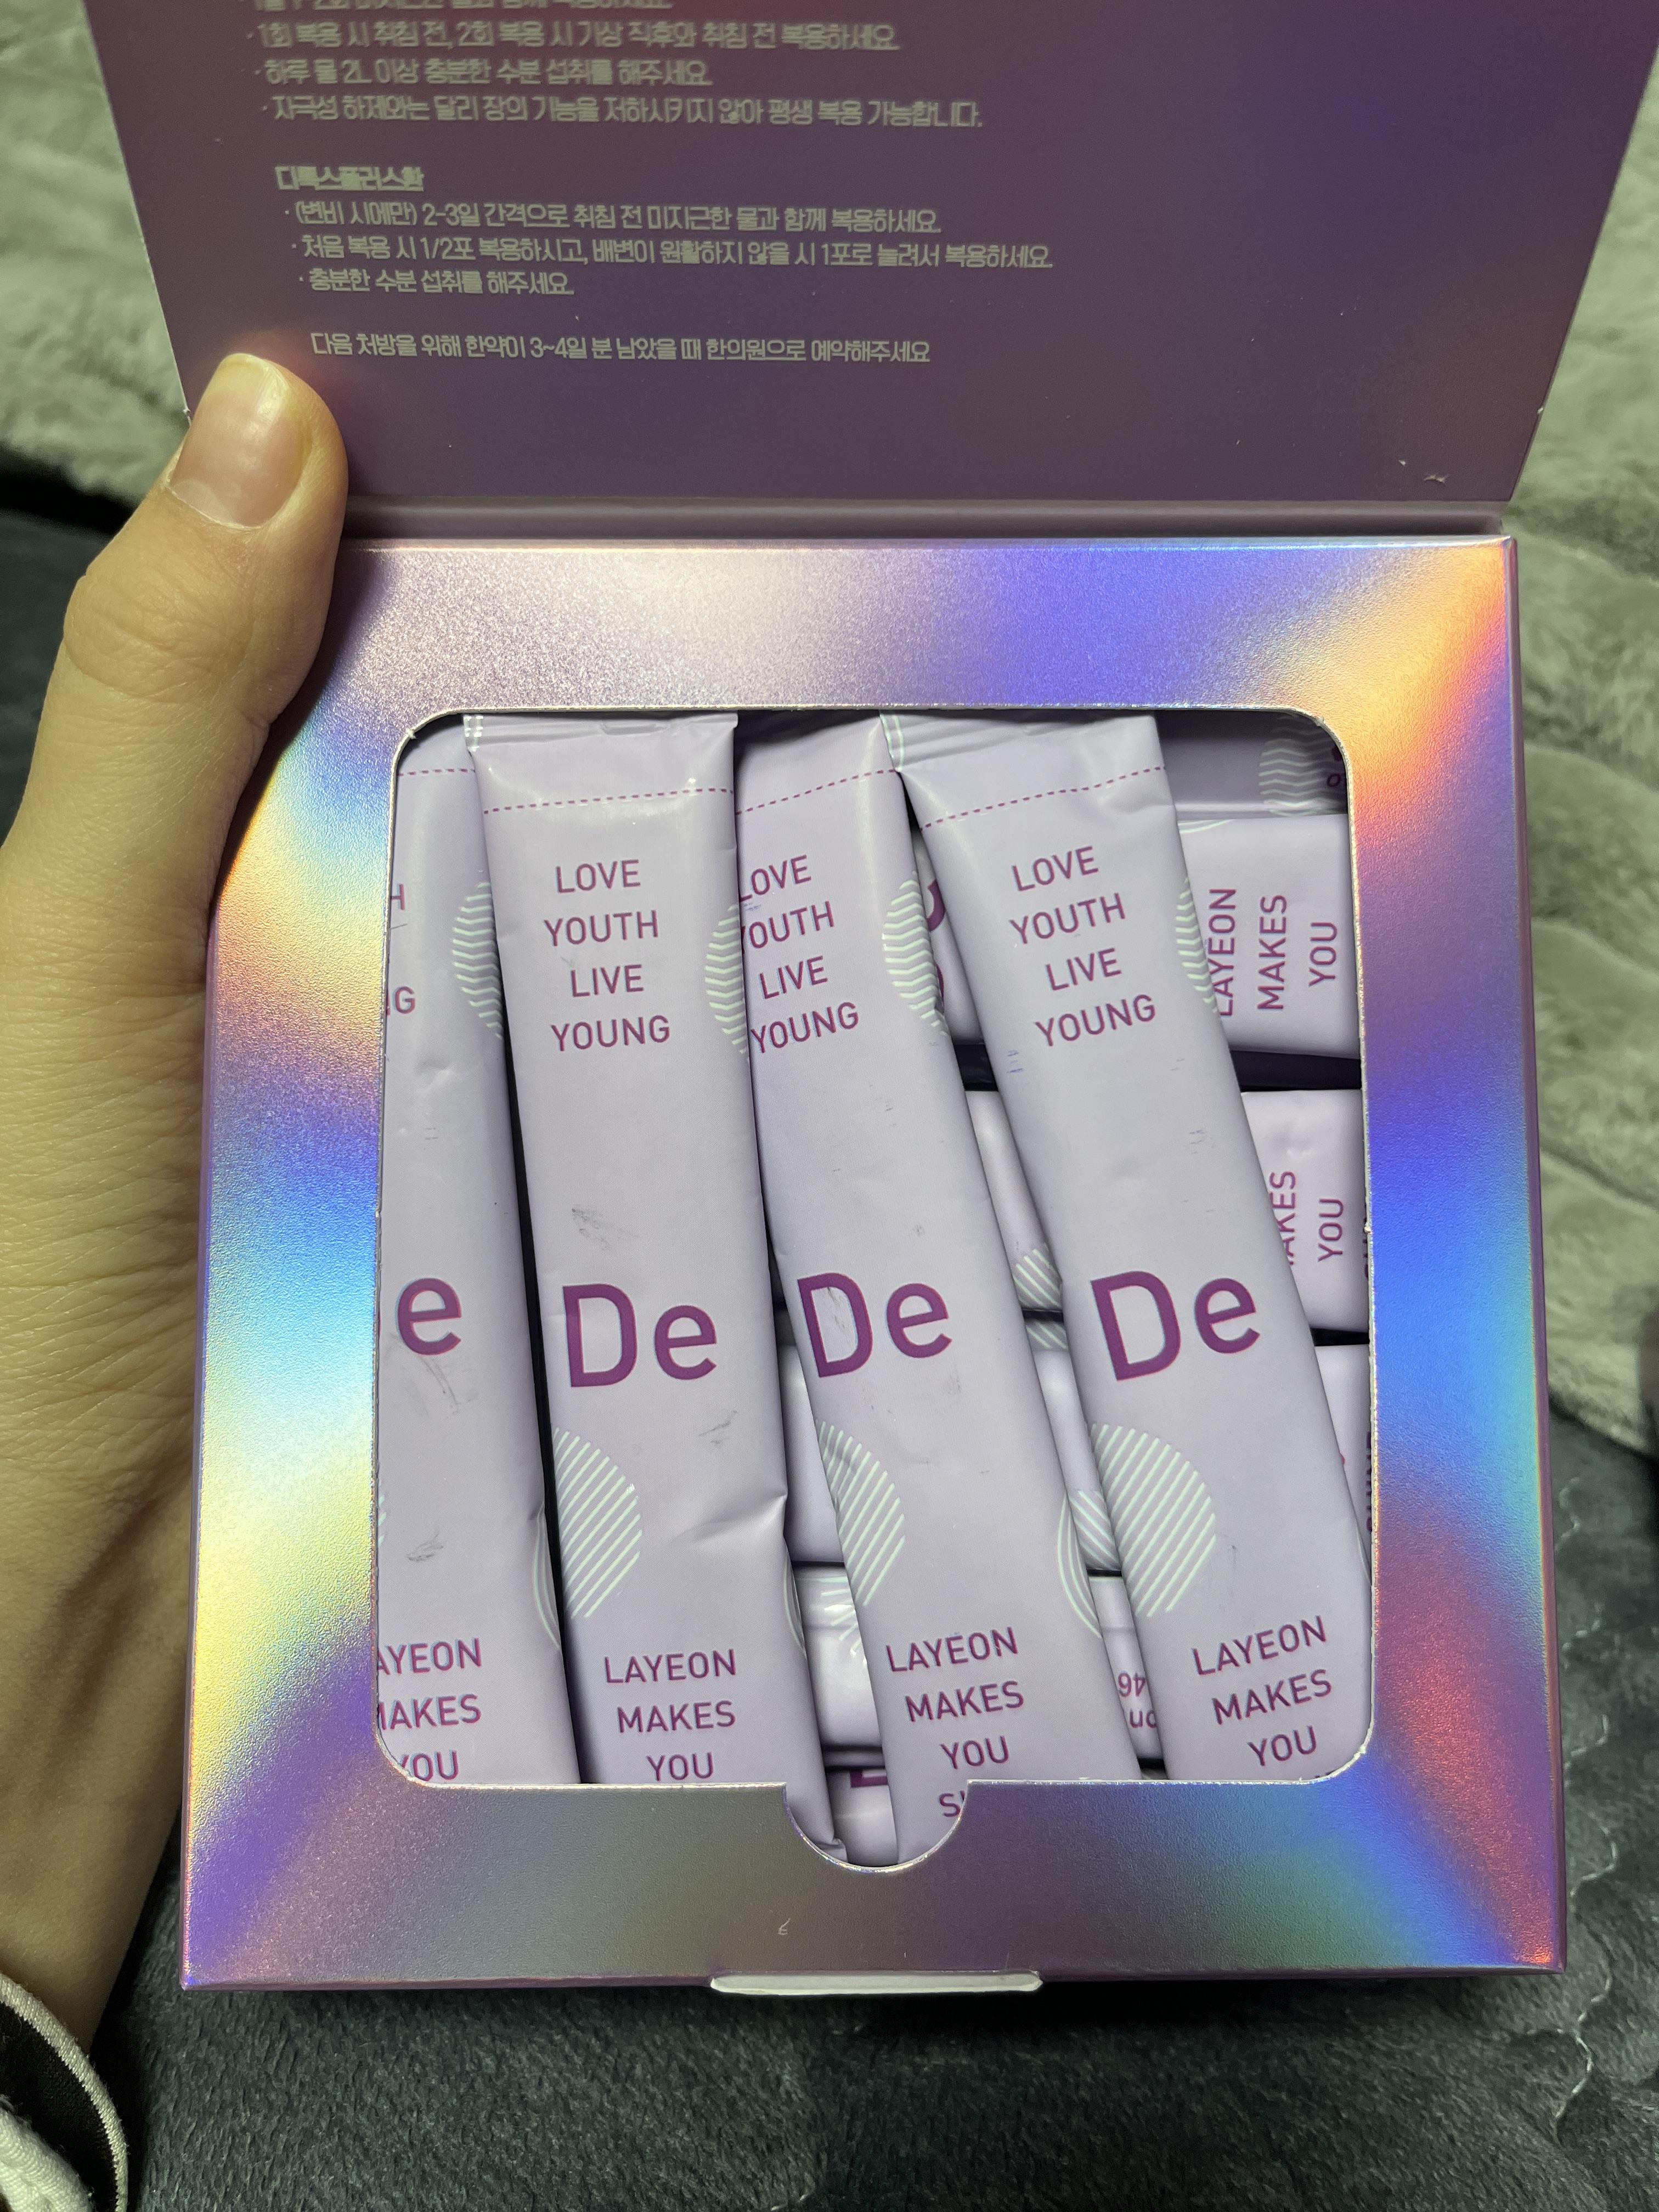 · 1회 복용 시 취침 전, 2회 복용 시 기상 직후와 취침 전 복용하세요.
· 하루 물 2L 이상 충분한 수분 섭취를 해주세요.
· 자극성 하제와는 달리 장의 기능을 저하시키지 않아 평생 복용 가능합니다.
디톡스플러스환
· (변비 시에만) 2-3일 간격으로 취침 전 미지근한 물과 함께 복용하세요.
· 처음 복용 시 1/2포 복용하시고, 배변이 원활하지 않을 시 1포로 늘려서 복용하세요.
· 충분한 수분 섭취를 해주세요.
다음 처방을 위해 한약이 3~4일 분 남았을 때 한의원으로 예약해주세요
LOVE
YOUTH
LIVE
YOUNG
De
LAYEON
MAKES
YOU
LOVE
YOUTH
LIVE
YOUNG
De
LAYEON
MAKES
YOU
LOVE
YOUTH
LIVE
YOUNG
De
LAYEON
MAKES
YOU
e
AYEON
MAKES
YOU
LAYEON
MAKES
YOU
MAKES
YOU